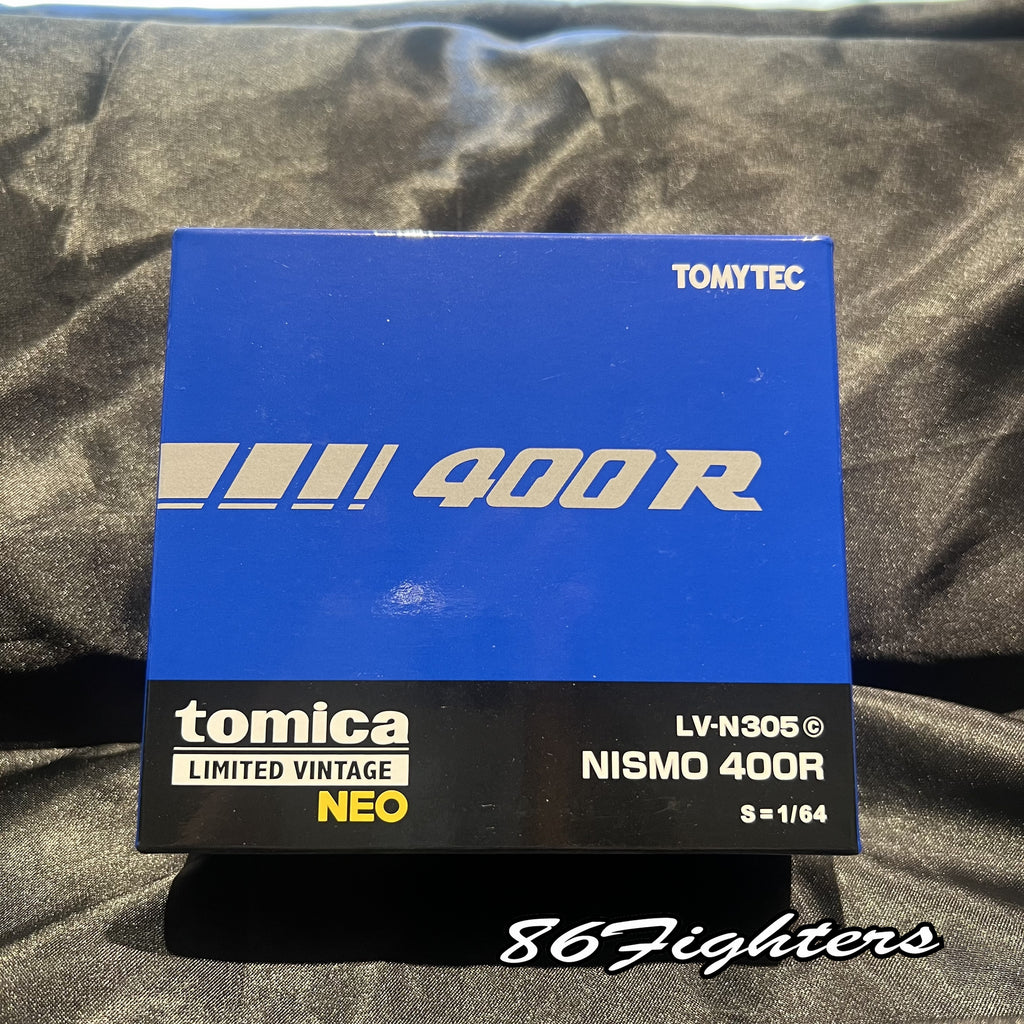 TOMYTEC
400R
tomica
LIMITED VINTAGE
NEO
LV-N305 ©
NISMO 400R
S=1/64
86Fighters